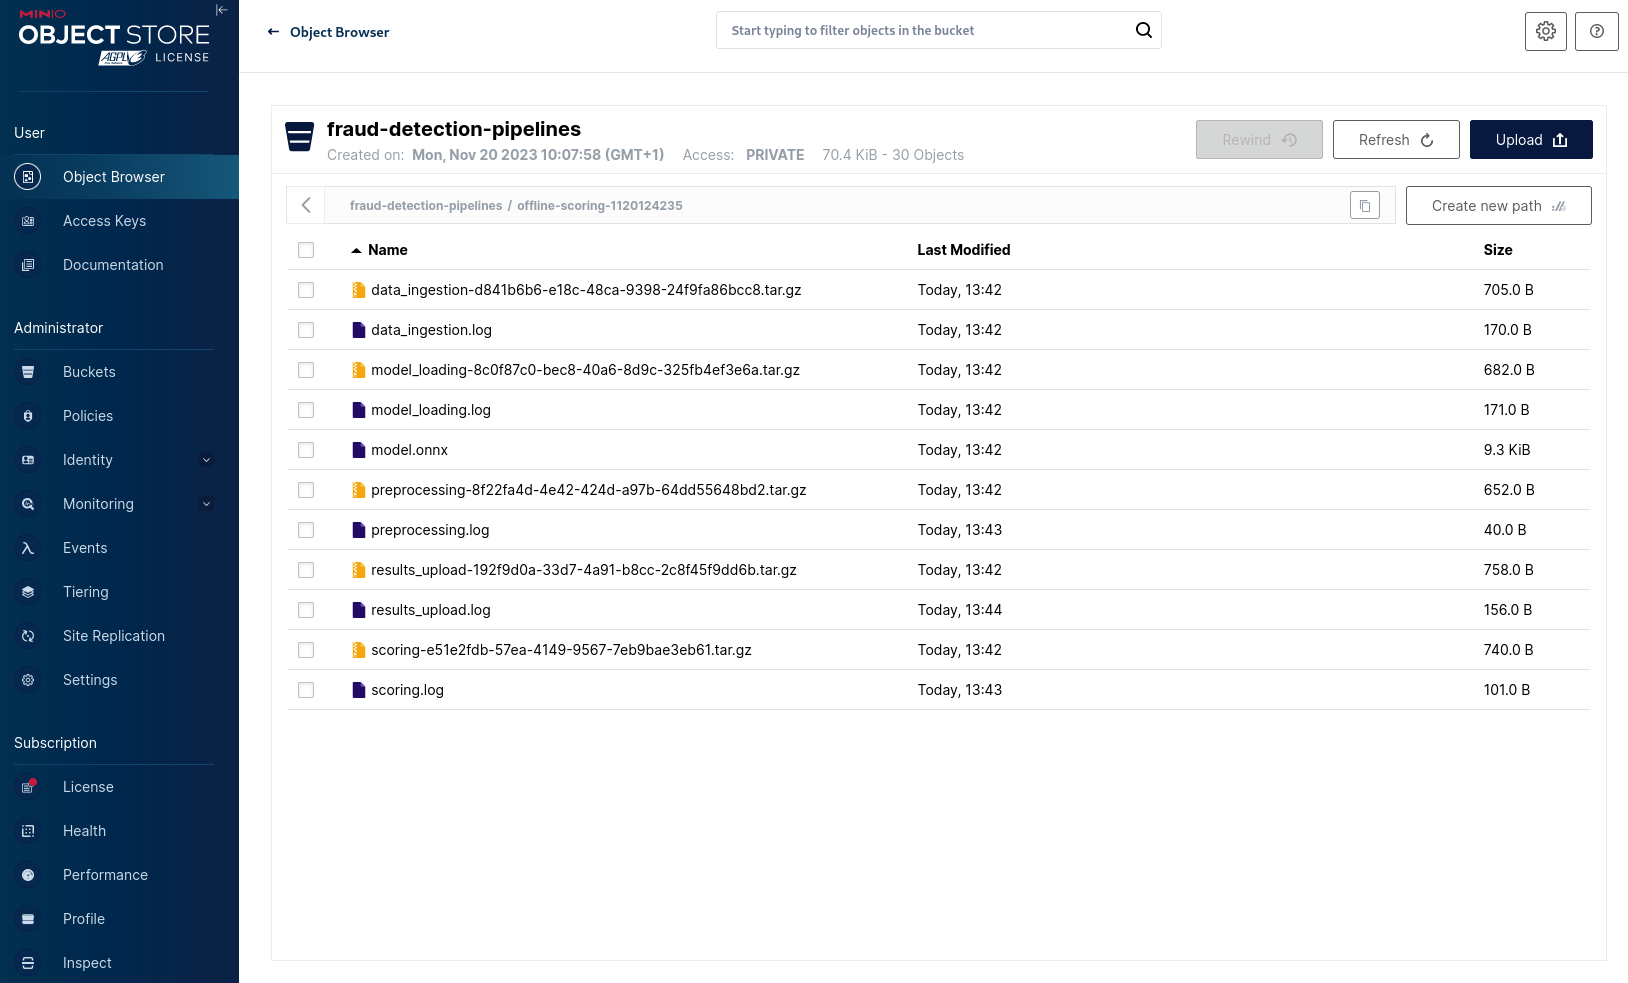 MINIO
OBJECT STORE
AGPLv3 LICENSE
User
Object Browser
Access Keys
Documentation
Administrator
Buckets
Policies
Identity
Monitoring
Events
Tiering
Site Replication
Settings
Subscription
License
Health
Performance
Profile
Inspect
Object Browser
Start typing to filter objects in the bucket
fraud-detection-pipelines
Created on: Mon, Nov 20 2023 10:07:58 (GMT+1) Access: PRIVATE 70.4 KiB - 30 Objects
Rewind
Refresh
Upload
fraud-detection-pipelines / offline-scoring-1120124235
Create new path
Name Last Modified Size
data_ingestion-d841b6b6-e18c-48ca-9398-24f9fa86bcc8.tar.gz Today, 13:42 705.0 B
data_ingestion.log Today, 13:42 170.0 B
model_loading-8c0f87c0-bec8-40a6-8d9c-325fb4ef3e6a.tar.gz Today, 13:42 682.0 B
model_loading.log Today, 13:42 171.0 B
model.onnx Today, 13:42 9.3 KiB
preprocessing-8f22fa4d-4e42-424d-a97b-64dd55648bd2.tar.gz Today, 13:42 652.0 B
preprocessing.log Today, 13:43 40.0 B
results_upload-192f9d0a-33d7-4a91-b8cc-2c8f45f9dd6b.tar.gz Today, 13:42 758.0 B
results_upload.log Today, 13:44 156.0 B
scoring-e51e2fdb-57ea-4149-9567-7eb9bae3eb61.tar.gz Today, 13:42 740.0 B
scoring.log Today, 13:43 101.0 B